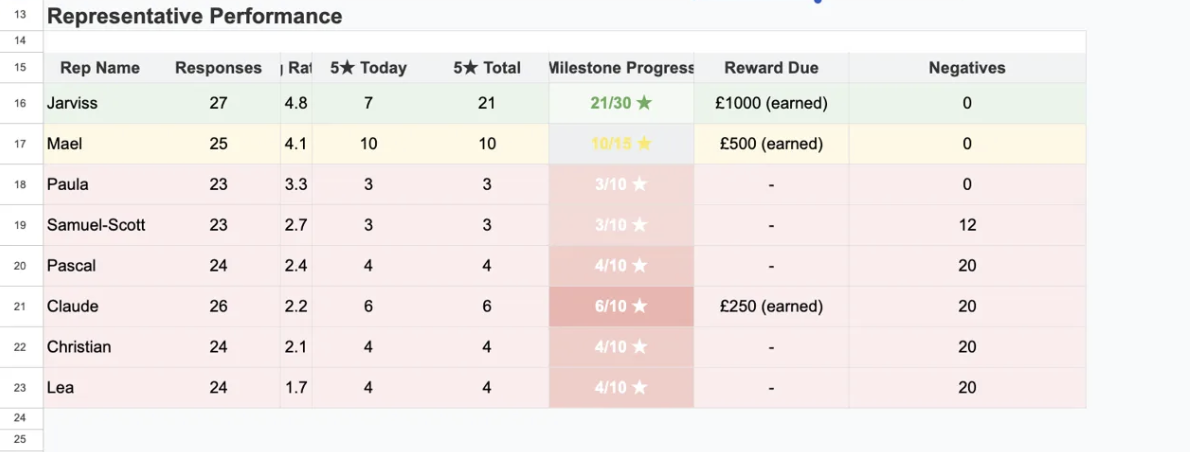 13 Representative Performance
14
15 Rep Name Responses g Rat 5★ Today 5★ Total Milestone Progress Reward Due Negatives
16 Jarviss 27 4.8 7 21 21/30 ★ £1000 (earned) 0
17 Mael 25 4.1 10 10 10/15 ★ £500 (earned) 0
18 Paula 23 3.3 3 3 3/10 ★ - 0
19 Samuel-Scott 23 2.7 3 3 3/10 ★ - 12
20 Pascal 24 2.4 4 4 4/10 ★ - 20
21 Claude 26 2.2 6 6 6/10 ★ £250 (earned) 20
22 Christian 24 2.1 4 4 4/10 ★ - 20
23 Lea 24 1.7 4 4 4/10 ★ - 20
24
25